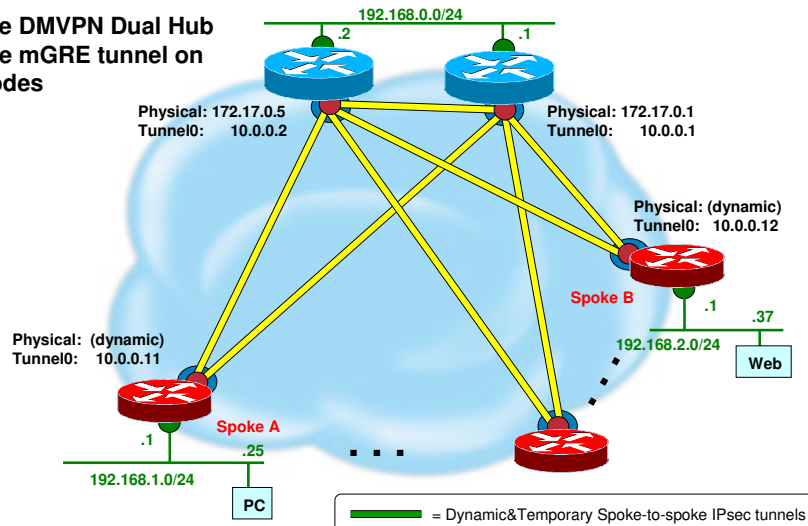 e DMVPN Dual Hub
e mGRE tunnel on
odes
192.168.0.0/24
.2
.1
Physical: 172.17.0.5
Tunnel0: 10.0.0.2
Physical: 172.17.0.1
Tunnel0: 10.0.0.1
Physical: (dynamic)
Tunnel0: 10.0.0.12
Spoke B
.1
.37
192.168.2.0/24
Web
Physical: (dynamic)
Tunnel0: 10.0.0.11
Spoke A
.1
.25
192.168.1.0/24
PC
. . .
= Dynamic&Temporary Spoke-to-spoke IPsec tunnels